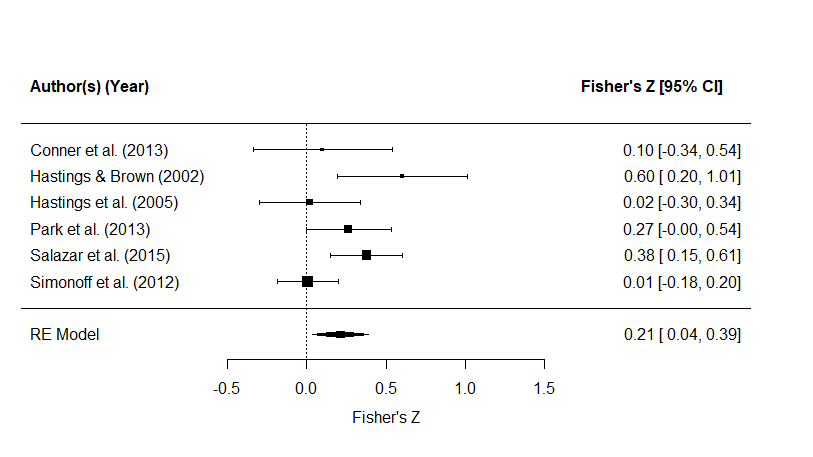 Author(s) (Year) Fisher's Z [95% CI]
Conner et al. (2013) 0.10 [-0.34, 0.54]
Hastings & Brown (2002) 0.60 [ 0.20, 1.01]
Hastings et al. (2005) 0.02 [-0.30, 0.34]
Park et al. (2013) 0.27 [-0.00, 0.54]
Salazar et al. (2015) 0.38 [ 0.15, 0.61]
Simonoff et al. (2012) 0.01 [-0.18, 0.20]
RE Model 0.21 [ 0.04, 0.39]
-0.5 0.0 0.5 1.0 1.5
Fisher's Z